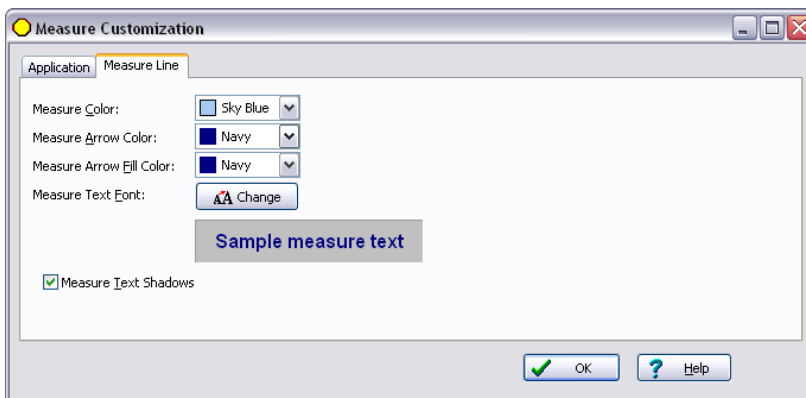 Measure Customization
Application Measure Line
Measure Color: Sky Blue
Measure Arrow Color: Navy
Measure Arrow Fill Color: Navy
Measure Text Font: AA Change
Sample measure text
Measure Text Shadows
OK ? Help